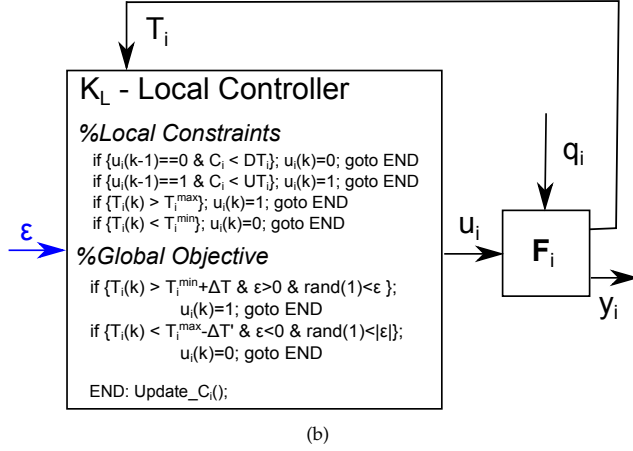 T_i
K_L - Local Controller
%Local Constraints
if {u_i(k-1)==0 & C_i < DT_i}; u_i(k)=0; goto END
if {u_i(k-1)==1 & C_i < UT_i}; u_i(k)=1; goto END
if {T_i(k) > T_i^max}; u_i(k)=1; goto END
if {T_i(k) < T_i^min}; u_i(k)=0; goto END
q_i
ε
u_i
F_i
%Global Objective
y_i
if {T_i(k) > T_i^min+ΔT & ε>0 & rand(1)<ε };
u_i(k)=1; goto END
if {T_i(k) < T_i^max-ΔT' & ε<0 & rand(1)<|ε|};
u_i(k)=0; goto END
END: Update_C_i();
(b)